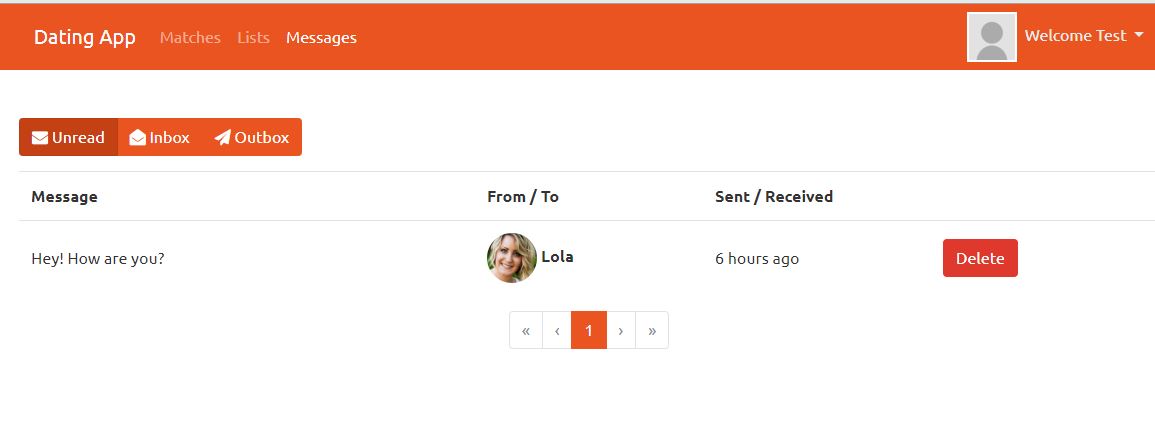 Dating App Matches Lists Messages Welcome Test
Unread Inbox Outbox
Message From / To Sent / Received
Hey! How are you? Lola 6 hours ago Delete
« ‹ 1 › »